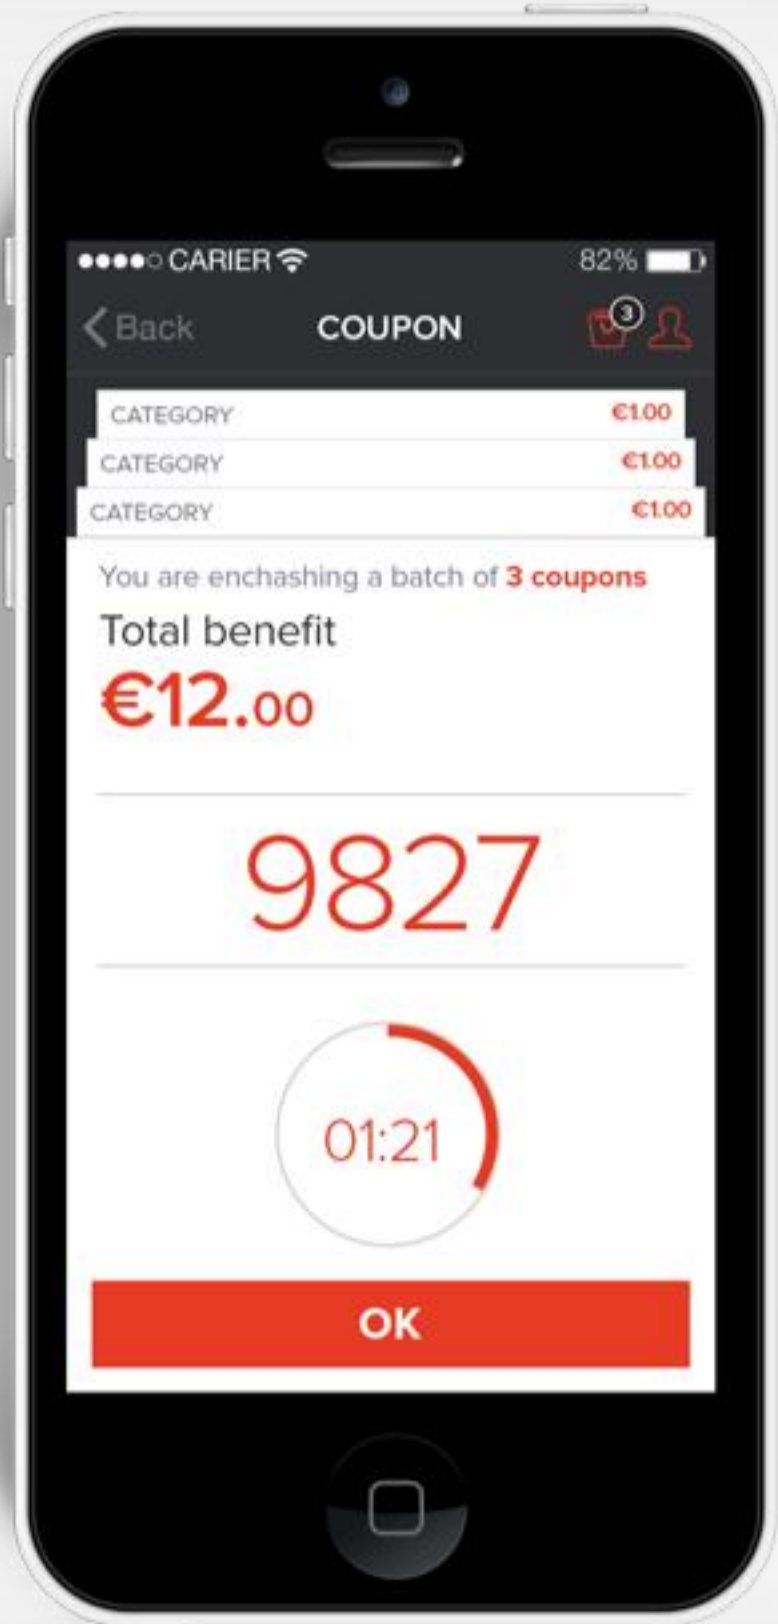 CARIER 82%
Back COUPON 3
CATEGORY €1.00
CATEGORY €1.00
CATEGORY €1.00
You are enchashing a batch of 3 coupons
Total benefit
€12.00
9827
01:21
OK